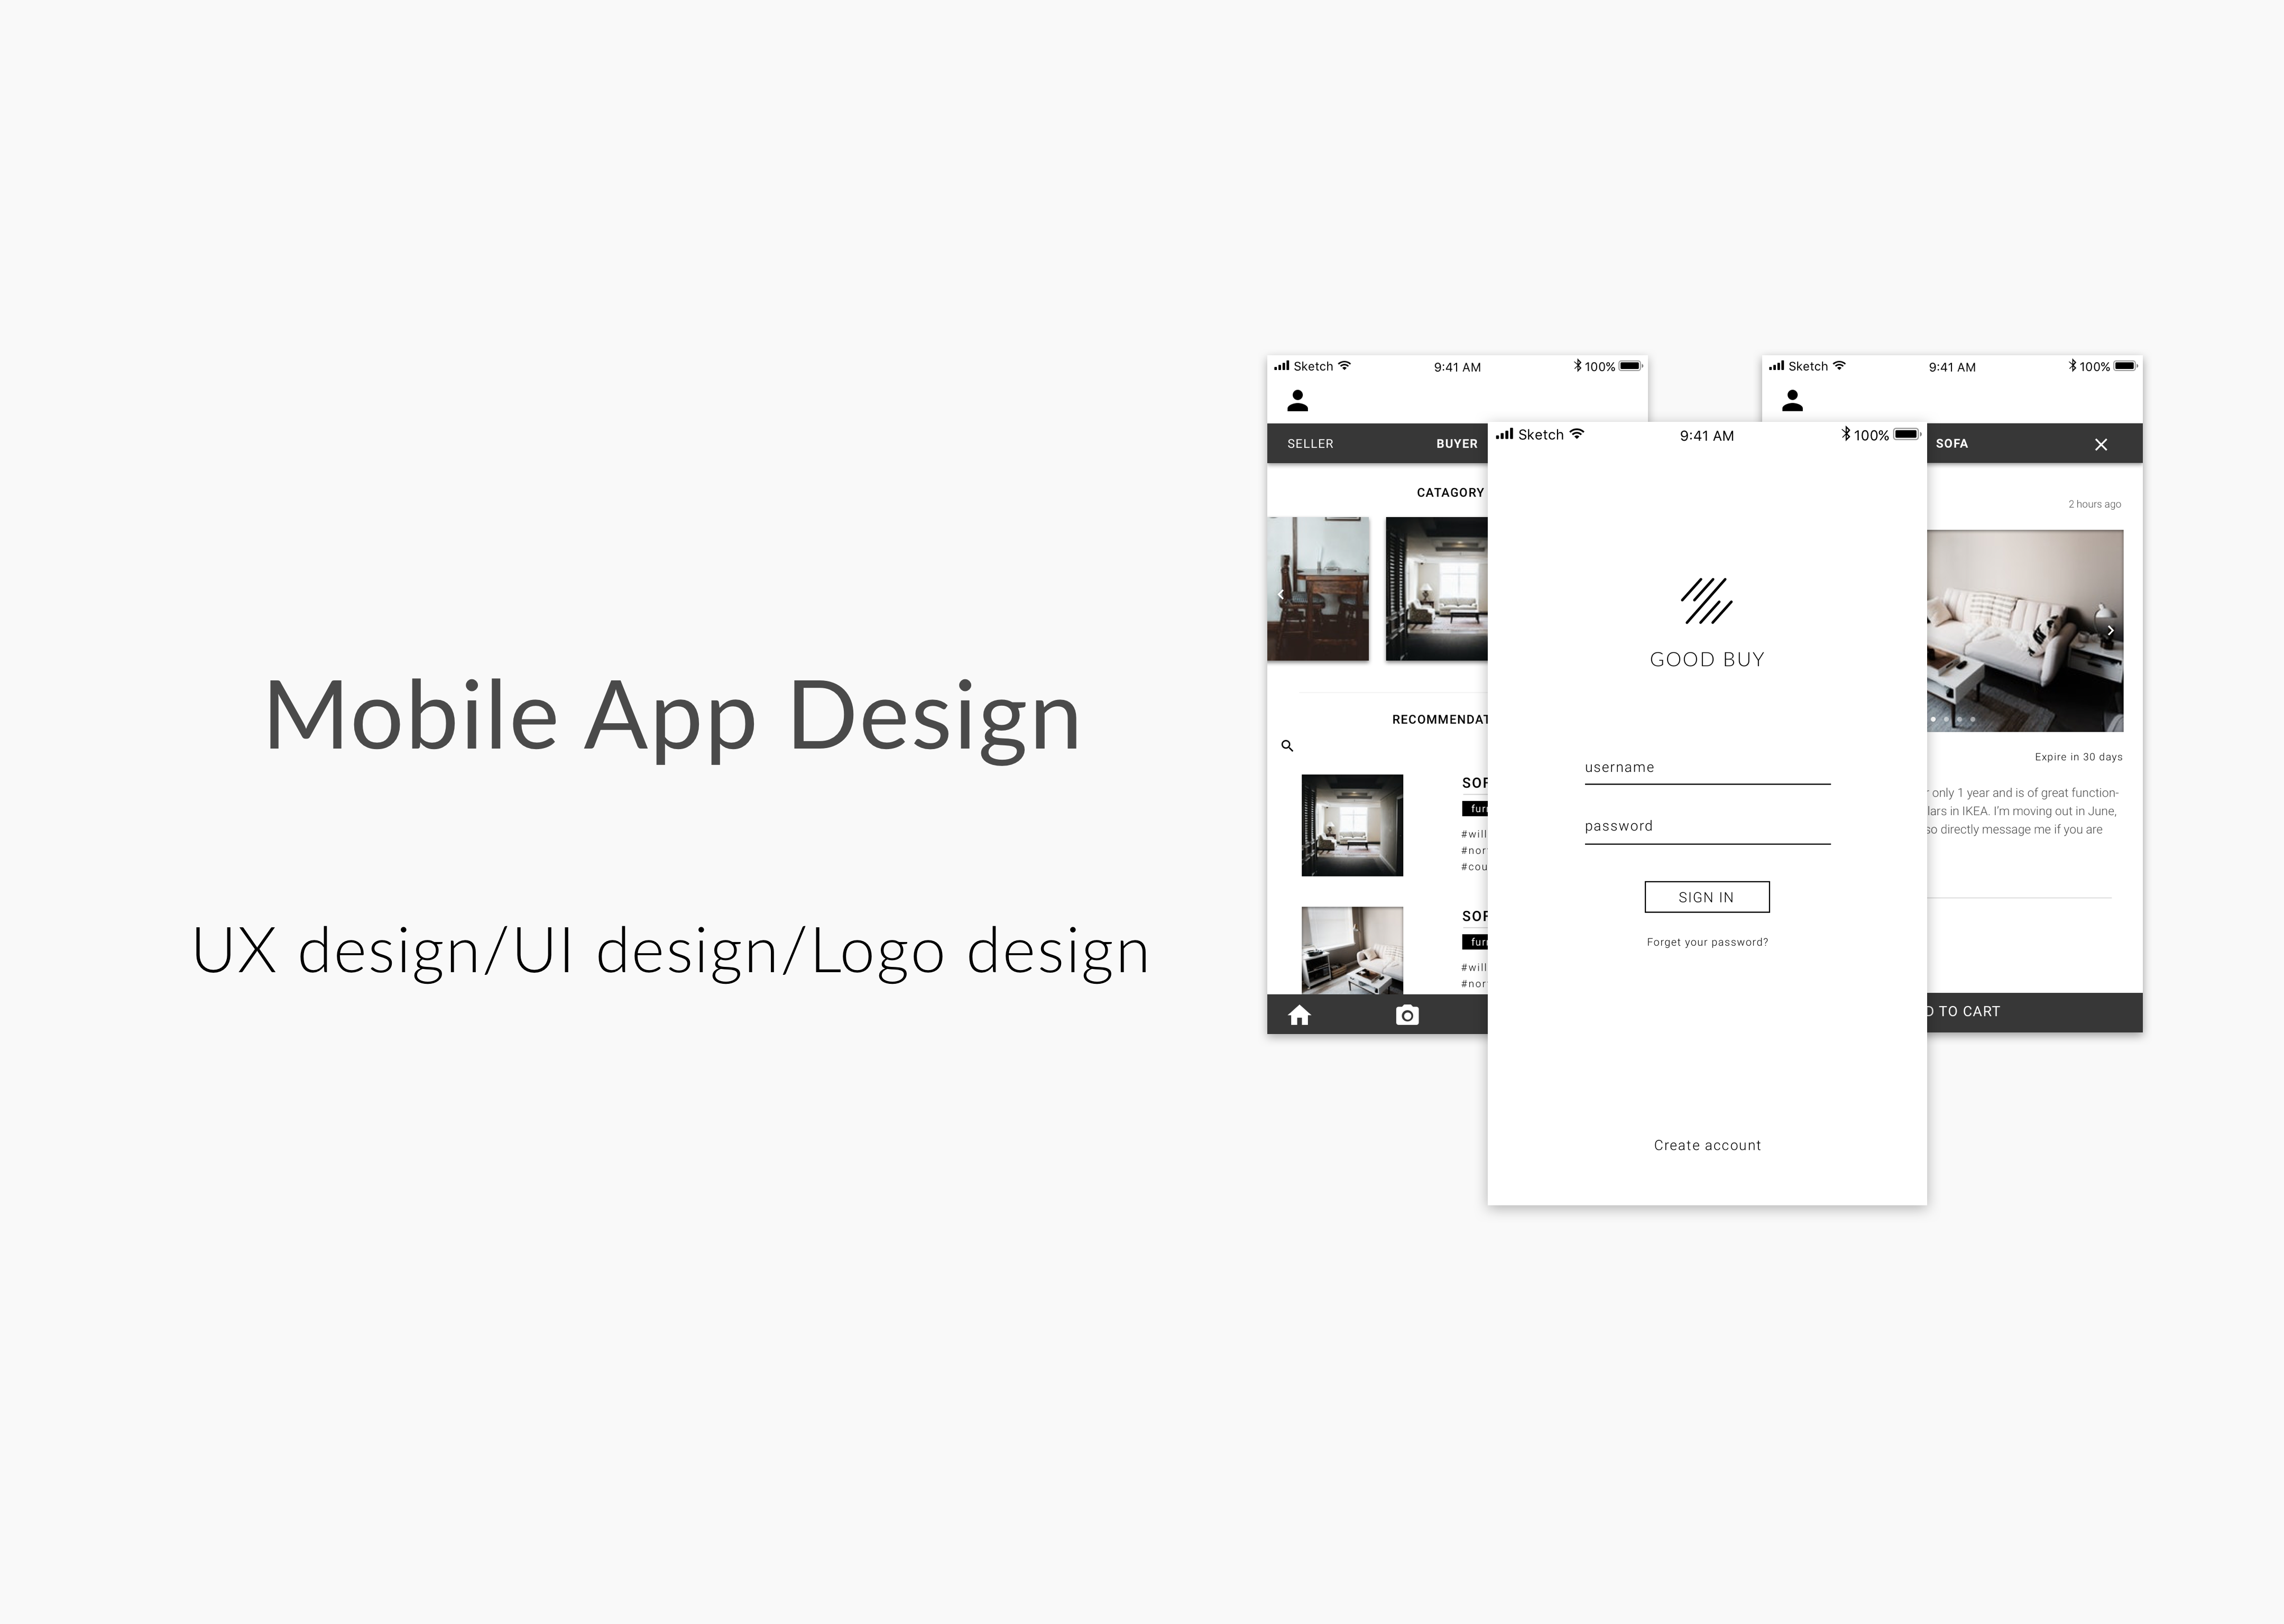 Mobile App Design
UX design/UI design/Logo design
Sketch 9:41 AM 100%
SELLER BUYER
CATAGORY
RECOMMENDAT
SOF
furn
#will
#nor
#cou
SOF
furn
#will
#nor
Sketch 9:41 AM 100%
GOOD BUY
username
password
SIGN IN
Forget your password?
Create account
Sketch 9:41 AM 100%
SOFA
2 hours ago
Expire in 30 days
only 1 year and is of great function-
lars in IKEA. I'm moving out in June,
so directly message me if you are
TO CART